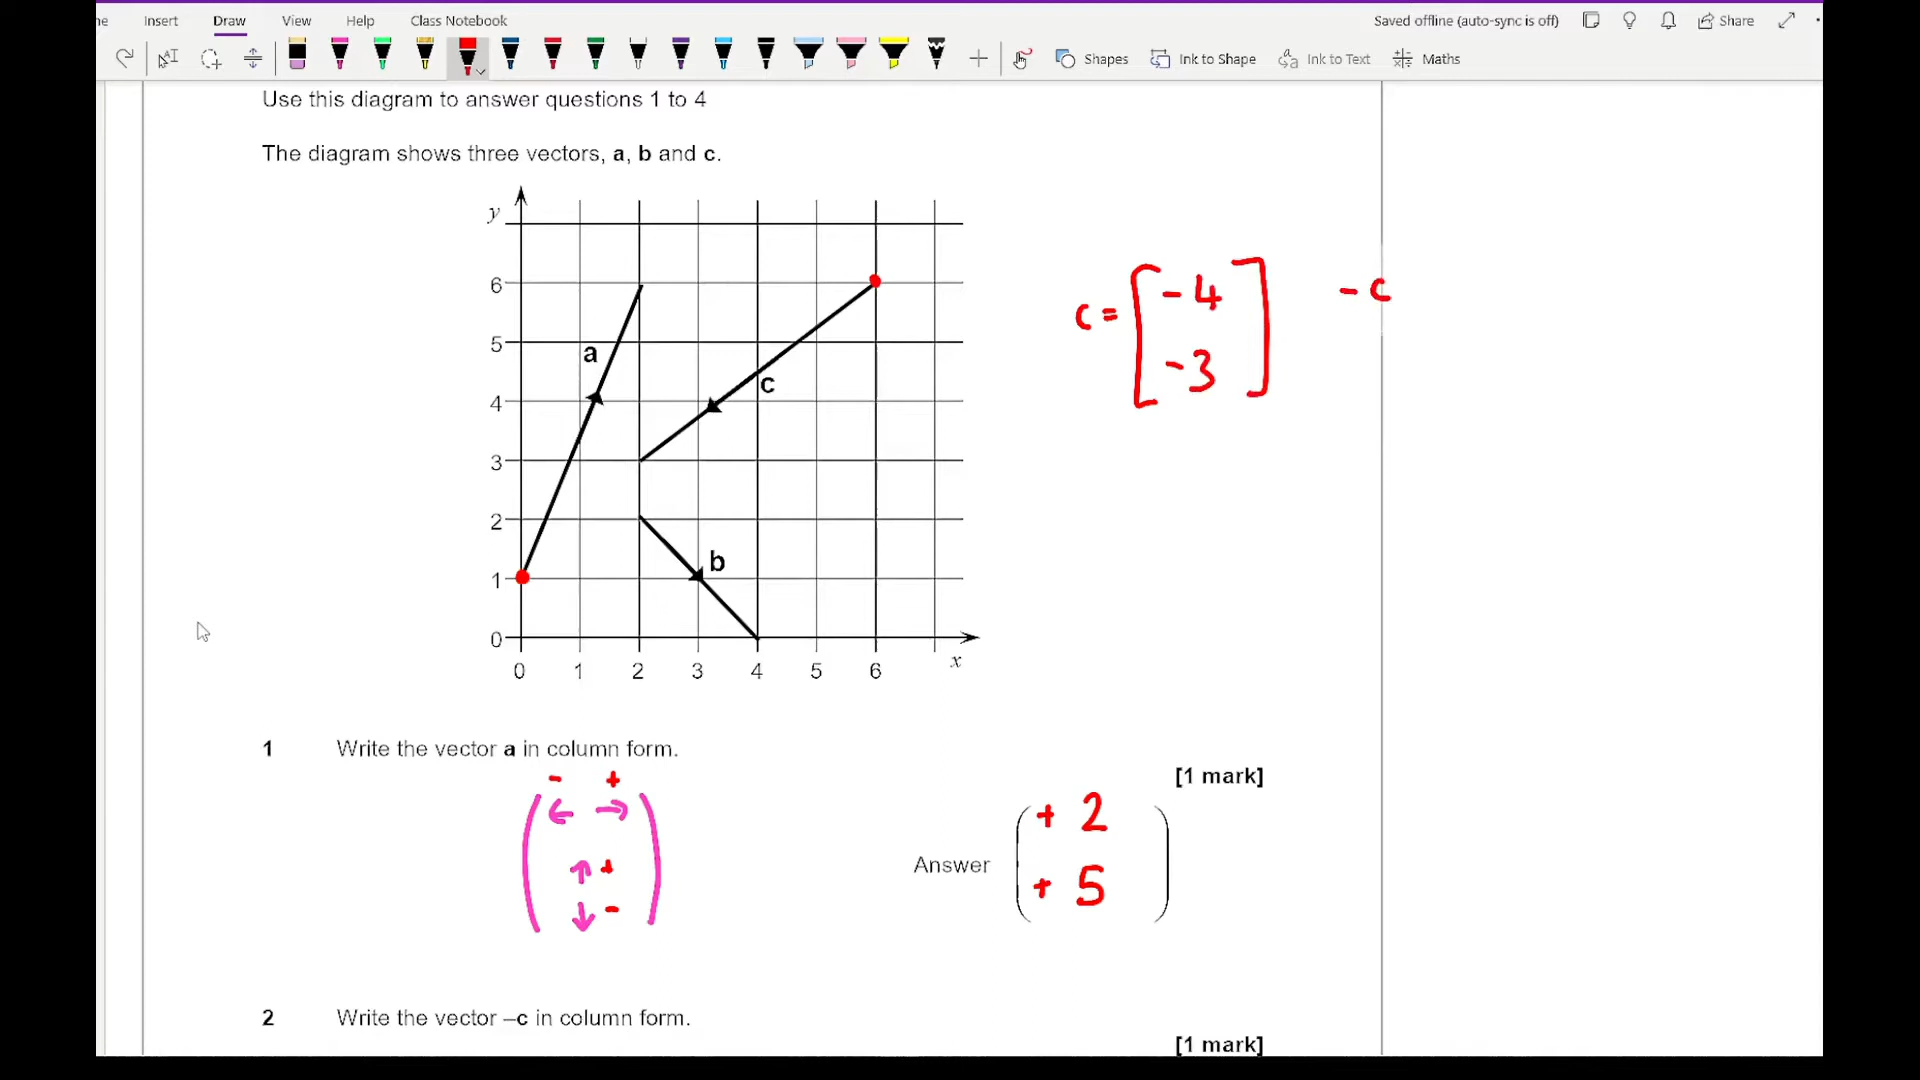 Insert Draw View Help Class Notebook Saved offline (auto-sync is off) Share
Shapes Ink to Shape Ink to Text Maths
Use this diagram to answer questions 1 to 4
The diagram shows three vectors, a, b and c.
y
6
5
4
3
2
1
0
0 1 2 3 4 5 6
x
a
c
b
c = [ -4
-3 ]
-c
1 Write the vector a in column form.
[1 mark]
- +
← →
↑ +
↓ -
Answer
+ 2
+ 5
2 Write the vector –c in column form.
[1 mark]